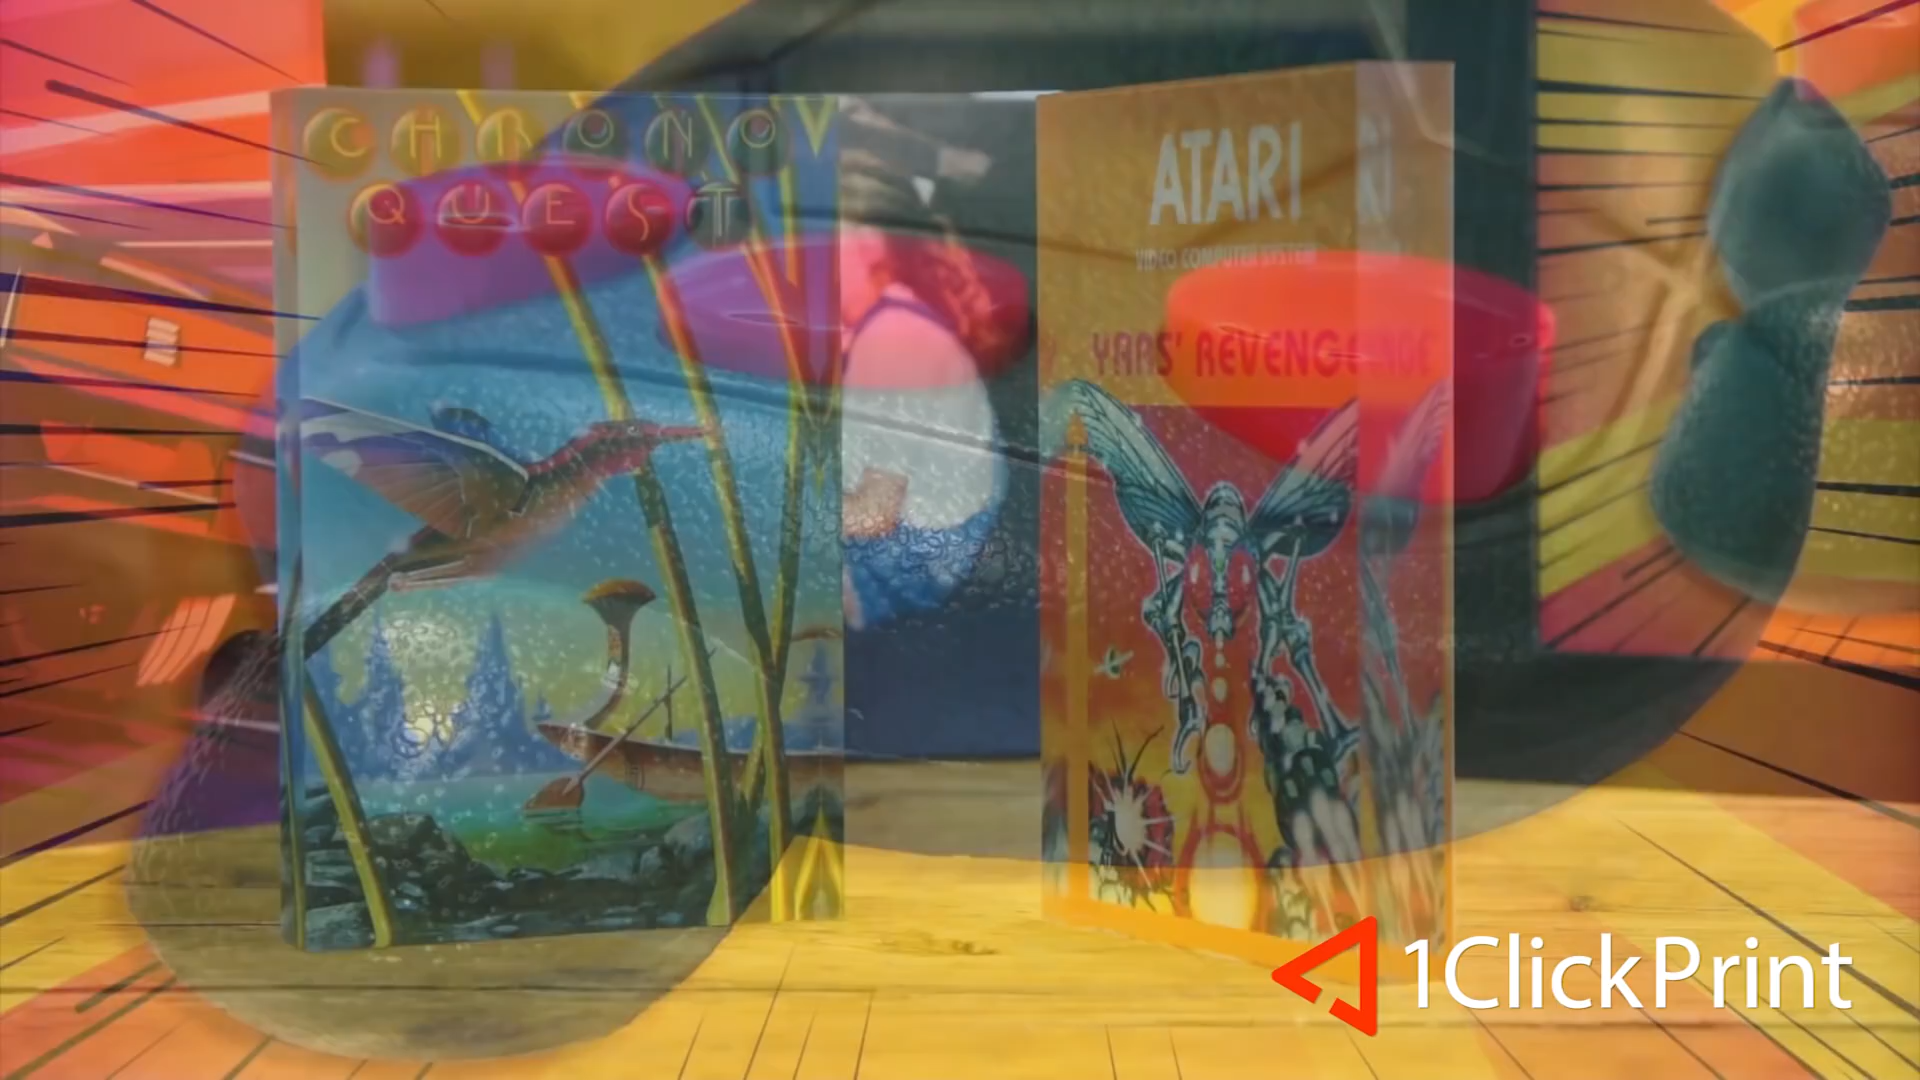 CHRONO
QUEST
ATARI
VIDEO COMPUTER SYSTEM
YARS' REVENGE
1ClickPrint